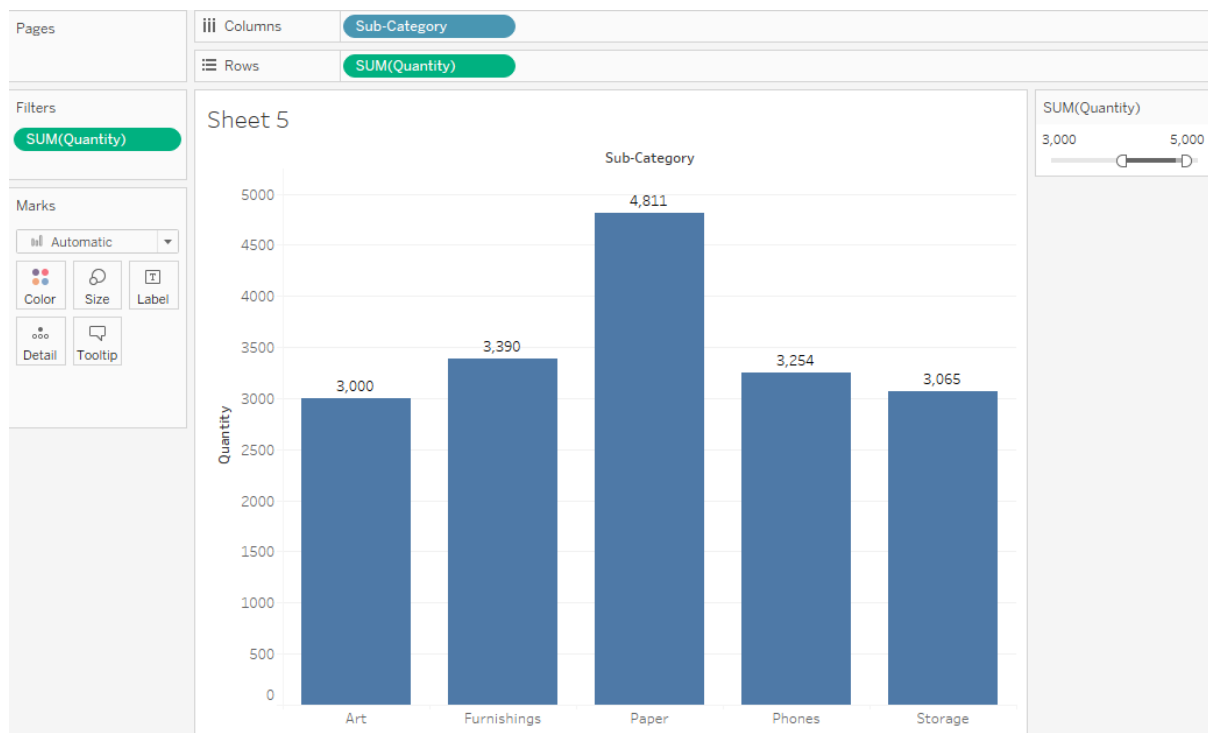 Pages
Columns
Sub-Category
Rows
SUM(Quantity)
Filters
SUM(Quantity)
Marks
Automatic
Color
Size
Label
Detail
Tooltip
Sheet 5
Sub-Category
Quantity
5000
4500
4000
3500
3000
2500
2000
1500
1000
500
0
3,000
3,390
4,811
3,254
3,065
Art
Furnishings
Paper
Phones
Storage
SUM(Quantity)
3,000 5,000